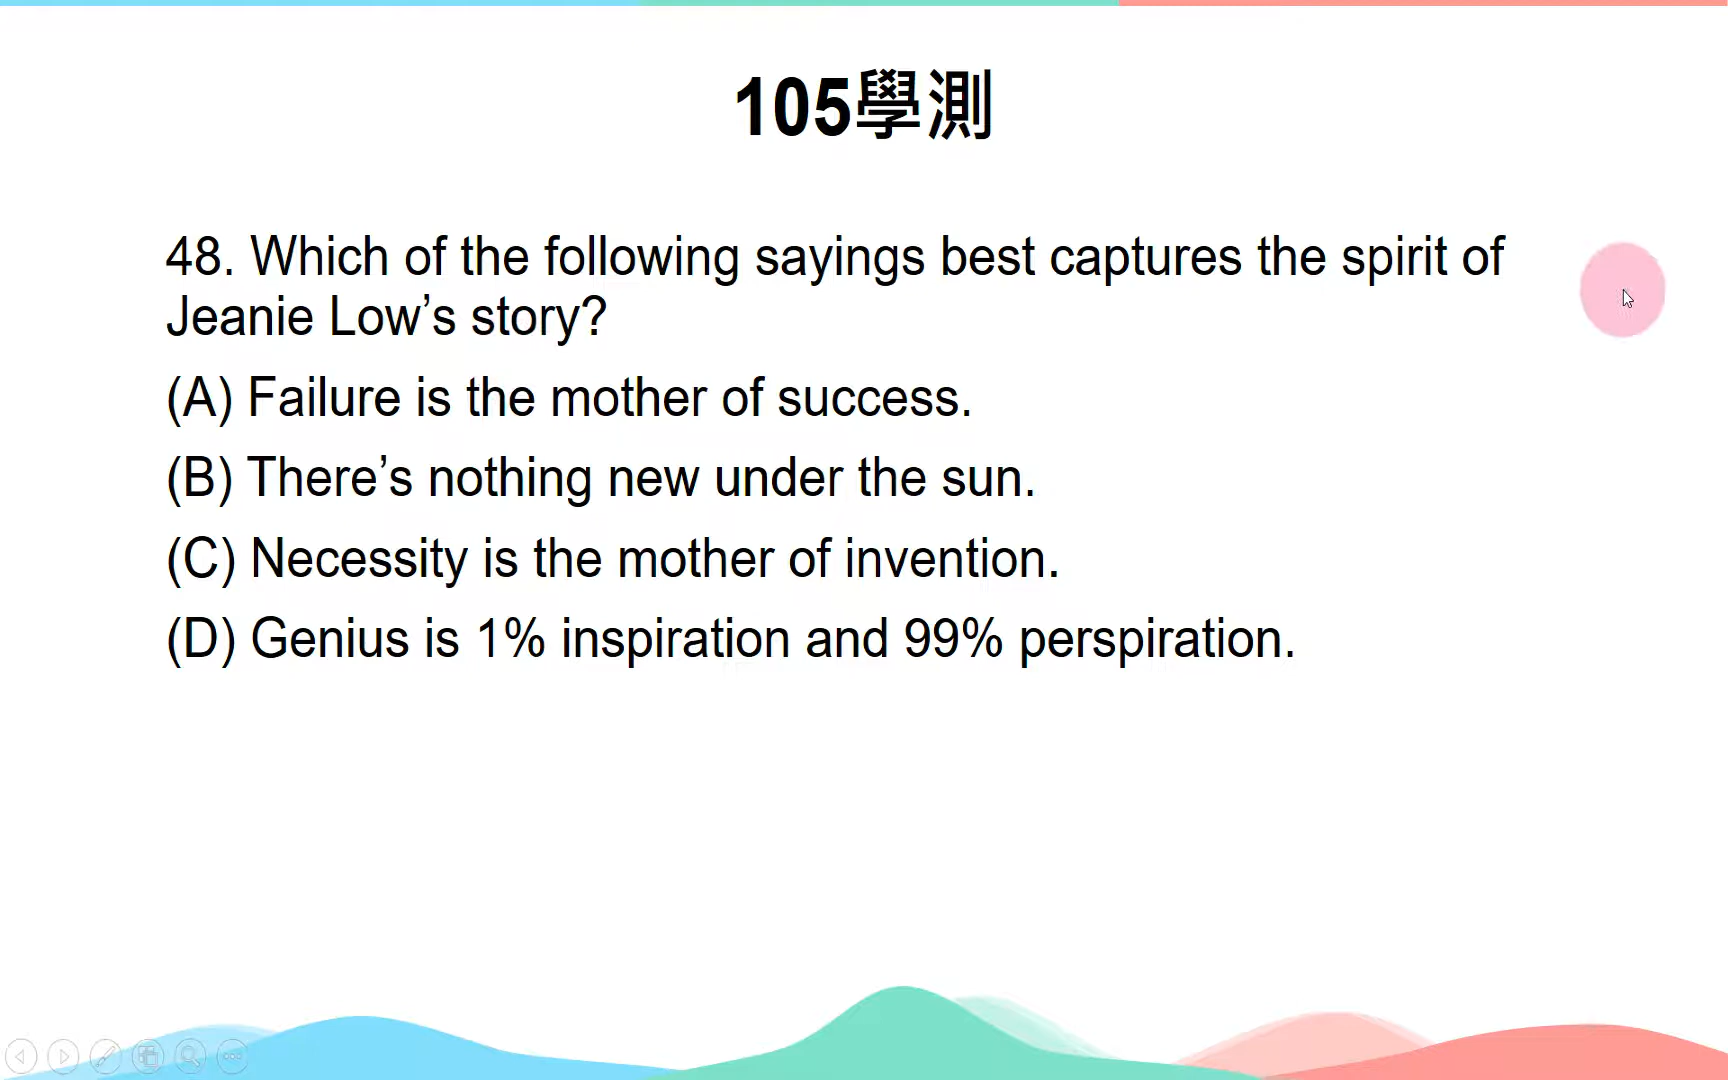 105學測
48. Which of the following sayings best captures the spirit of
Jeanie Low’s story?
(A) Failure is the mother of success.
(B) There’s nothing new under the sun.
(C) Necessity is the mother of invention.
(D) Genius is 1% inspiration and 99% perspiration.